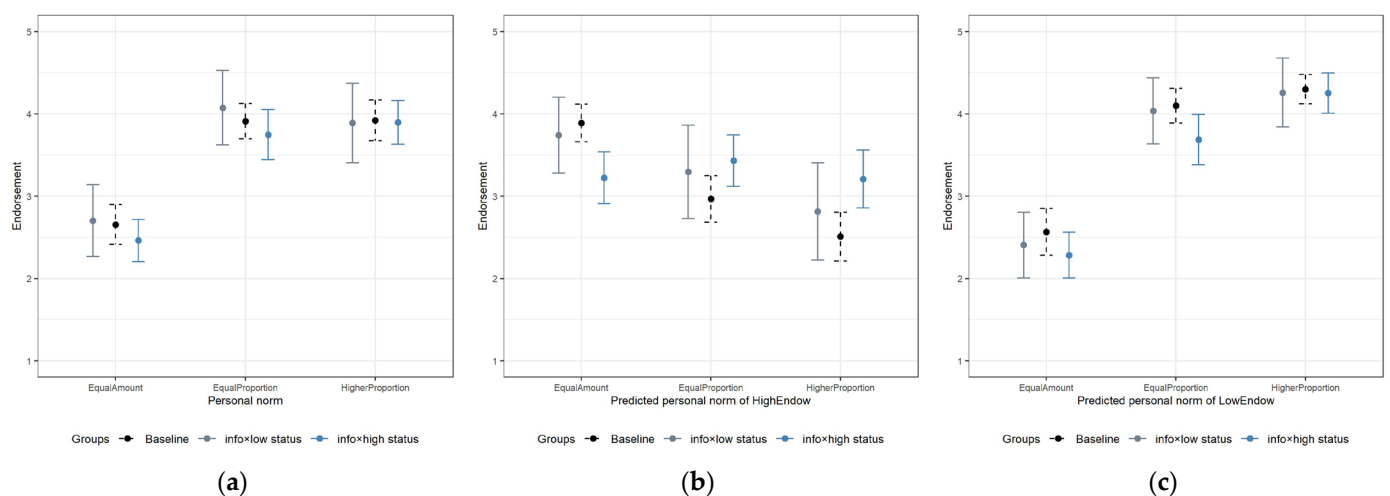 5
4
3
2
1
Endorsement
EqualAmount EqualProportion HigherProportion
Personal norm
Groups Baseline info×low status info×high status
(a)
5
4
3
2
1
Endorsement
EqualAmount EqualProportion HigherProportion
Predicted personal norm of HighEndow
Groups Baseline info×low status info×high status
(b)
5
4
3
2
1
Endorsement
EqualAmount EqualProportion HigherProportion
Predicted personal norm of LowEndow
Groups Baseline info×low status info×high status
(c)